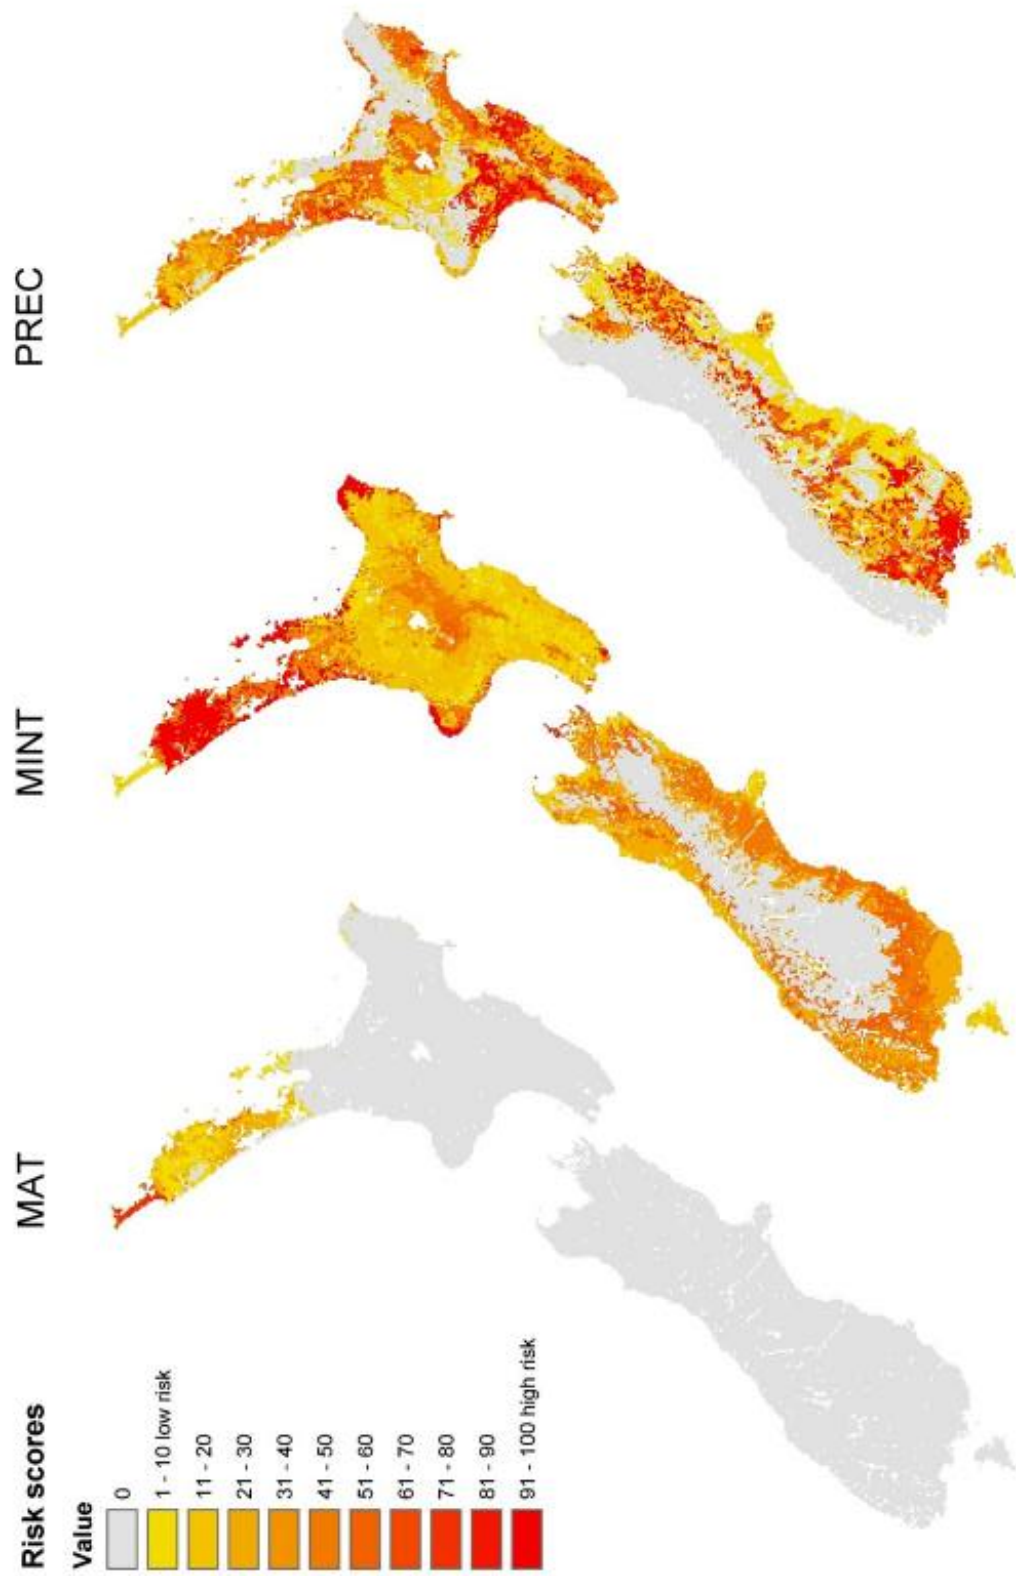 Risk scores
Value
0
1 - 10 low risk
11 - 20
21 - 30
31 - 40
41 - 50
51 - 60
61 - 70
71 - 80
81 - 90
91 - 100 high risk
MAT
MINT
PREC